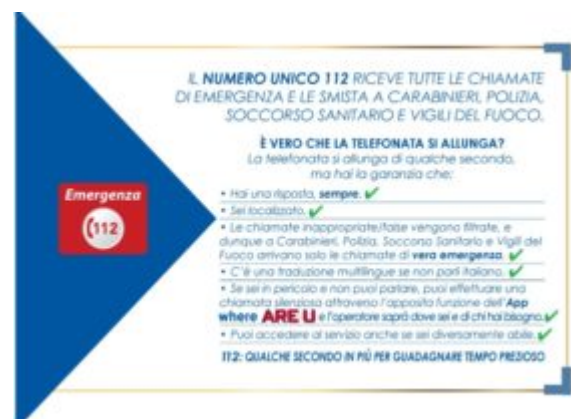 IL NUMERO UNICO 112 RICEVE TUTTE LE CHIAMATE
DI EMERGENZA E LE SMISTA A CARABINIERI, POLIZIA,
SOCCORSO SANITARIO E VIGILI DEL FUOCO.
È VERO CHE LA TELEFONATA SI ALLUNGA?
La telefonata si allunga di qualche secondo,
ma hai la garanzia che:
Emergenza
112
• Hai una risposta, sempre. ✔
• Sei localizzato. ✔
• Le chiamate inappropriate/false vengono filtrate, e
dunque a Carabinieri, Polizia, Soccorso Sanitario e Vigili del
Fuoco arrivano solo le chiamate di vera emergenza. ✔
• C'è una traduzione multilingue se non parli italiano. ✔
• Se sei in pericolo e non puoi parlare, puoi effettuare una
chiamata silenziosa attraverso l'apposita funzione dell'App
where ARE U e l'operatore saprà dove sei e di chi hai bisogno. ✔
• Puoi accedere al servizio anche se sei diversamente abile. ✔
112: QUALCHE SECONDO IN PIÙ PER GUADAGNARE TEMPO PREZIOSO